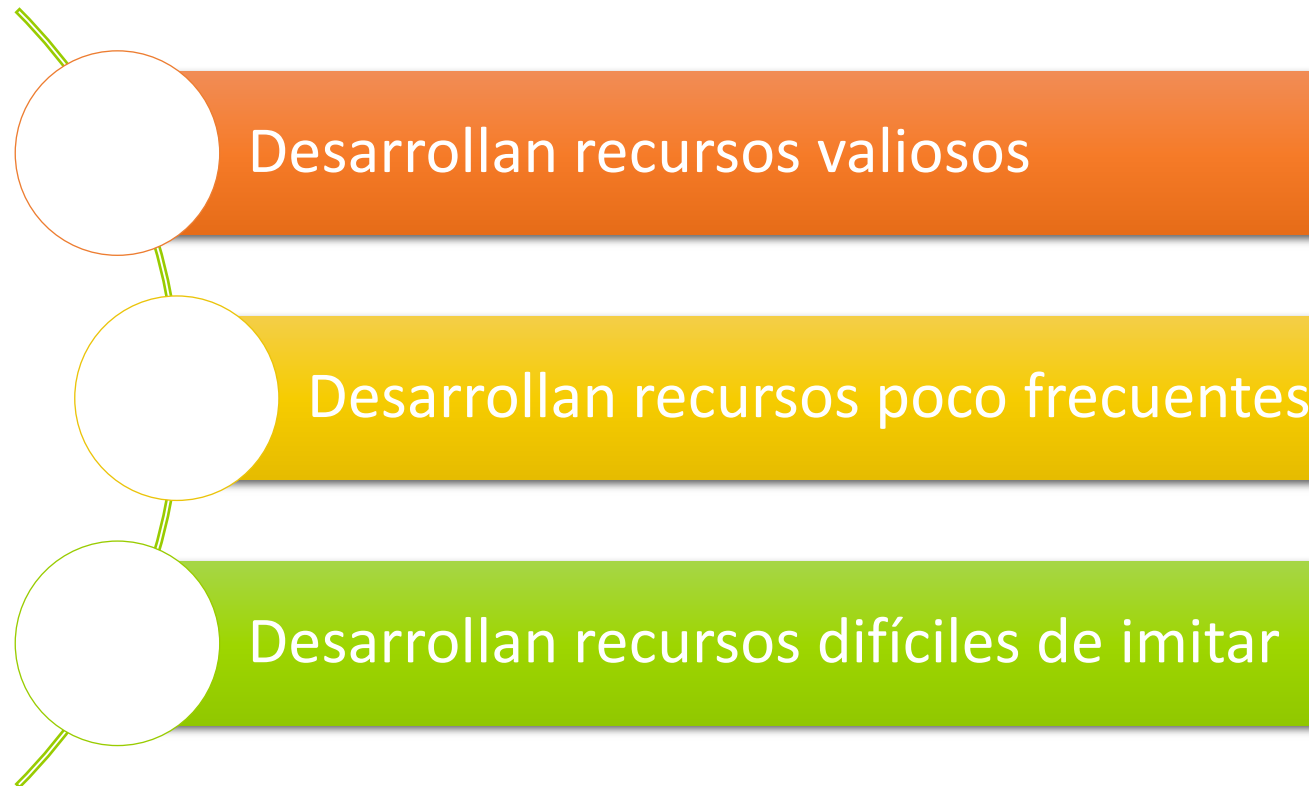 Desarrollan recursos valiosos
Desarrollan recursos poco frecuentes
Desarrollan recursos difíciles de imitar